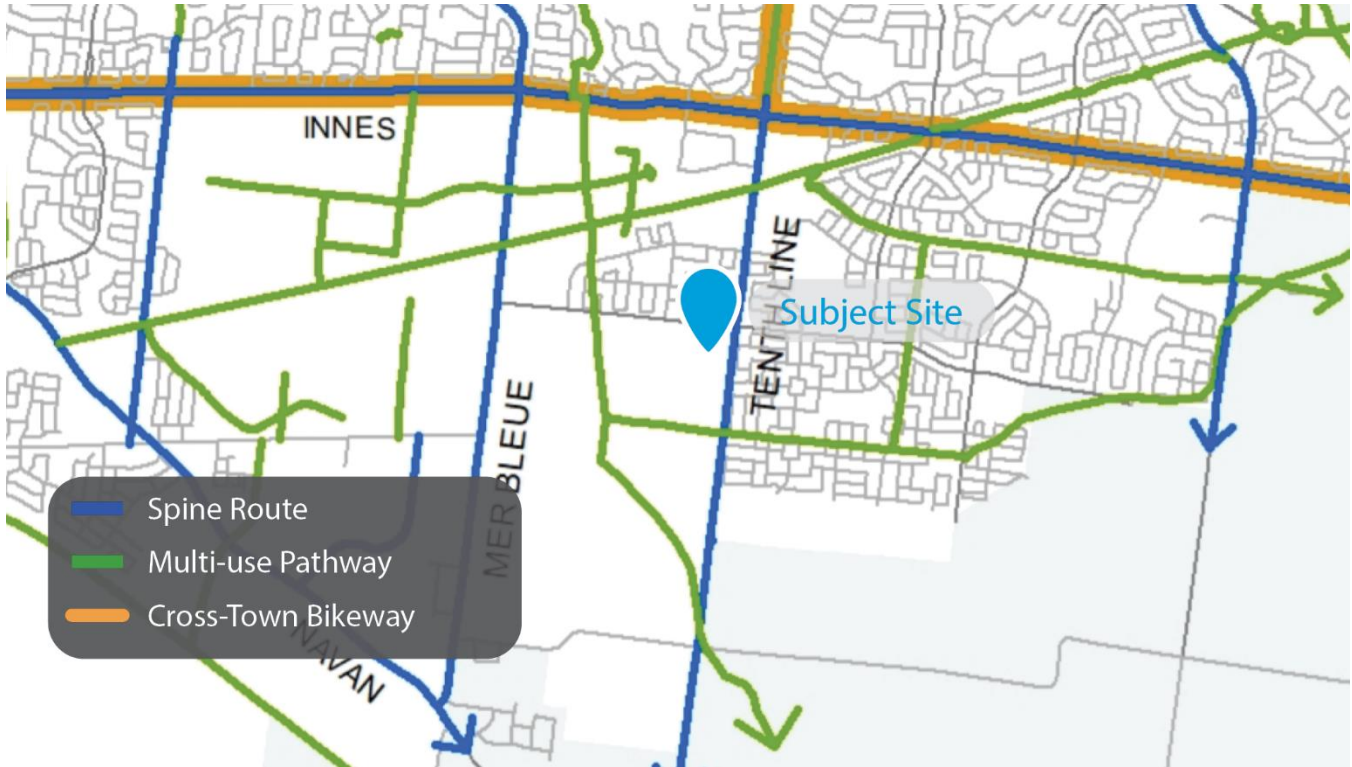 INNES
TENTH LINE
Subject Site
MER BLEUE
Spine Route
Multi-use Pathway
Cross-Town Bikeway
NAVAN